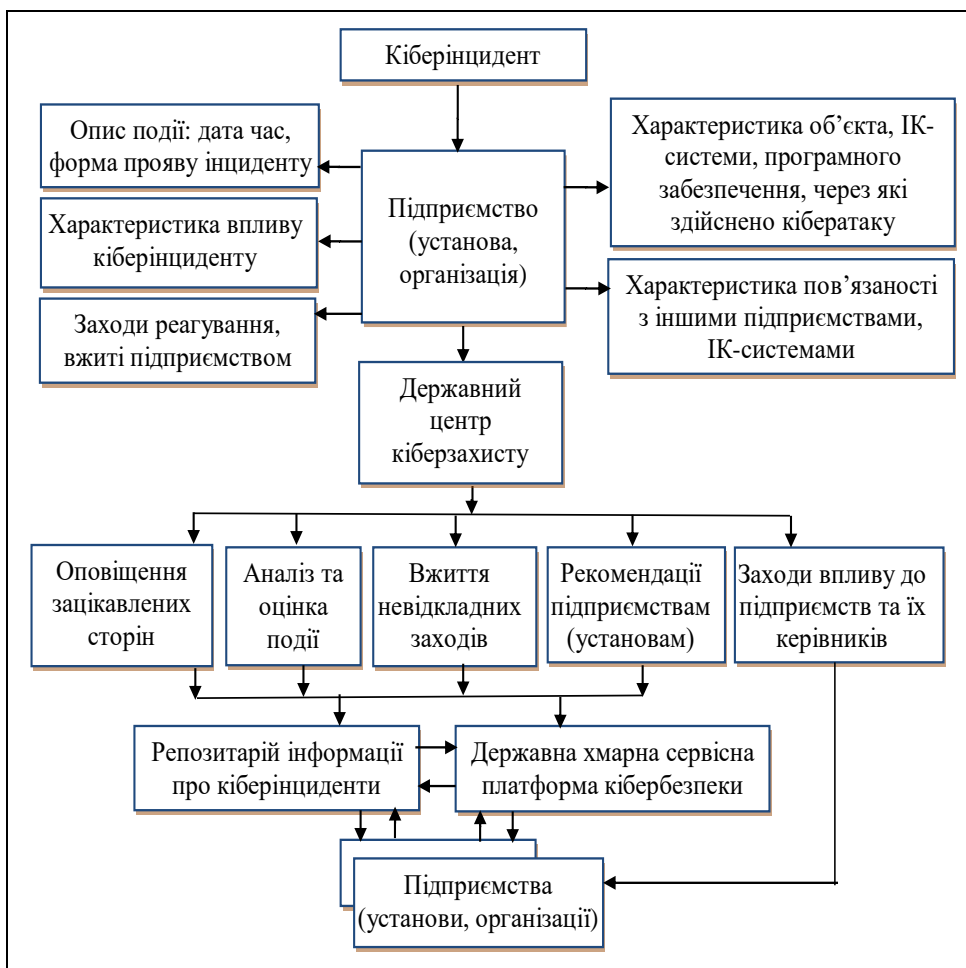 Кіберінцидент
Опис події: дата час,
форма прояву інциденту
Характеристика впливу
кіберінциденту
Заходи реагування,
вжиті підприємством
Підприємство
(установа,
організація)
Характеристика об’єкта, ІК-
системи, програмного
забезпечення, через які
здійснено кібератаку
Характеристика пов’язаності
з іншими підприємствами,
ІК-системами
Державний
центр
кіберзахисту
Оповіщення
зацікавлених
сторін
Аналіз та
оцінка
події
Вжиття
невідкладних
заходів
Рекомендації
підприємствам
(установам)
Заходи впливу до
підприємств та їх
керівників
Репозитарій інформації
про кіберінциденти
Державна хмарна сервісна
платформа кібербезпеки
Підприємства
(установи, організації)